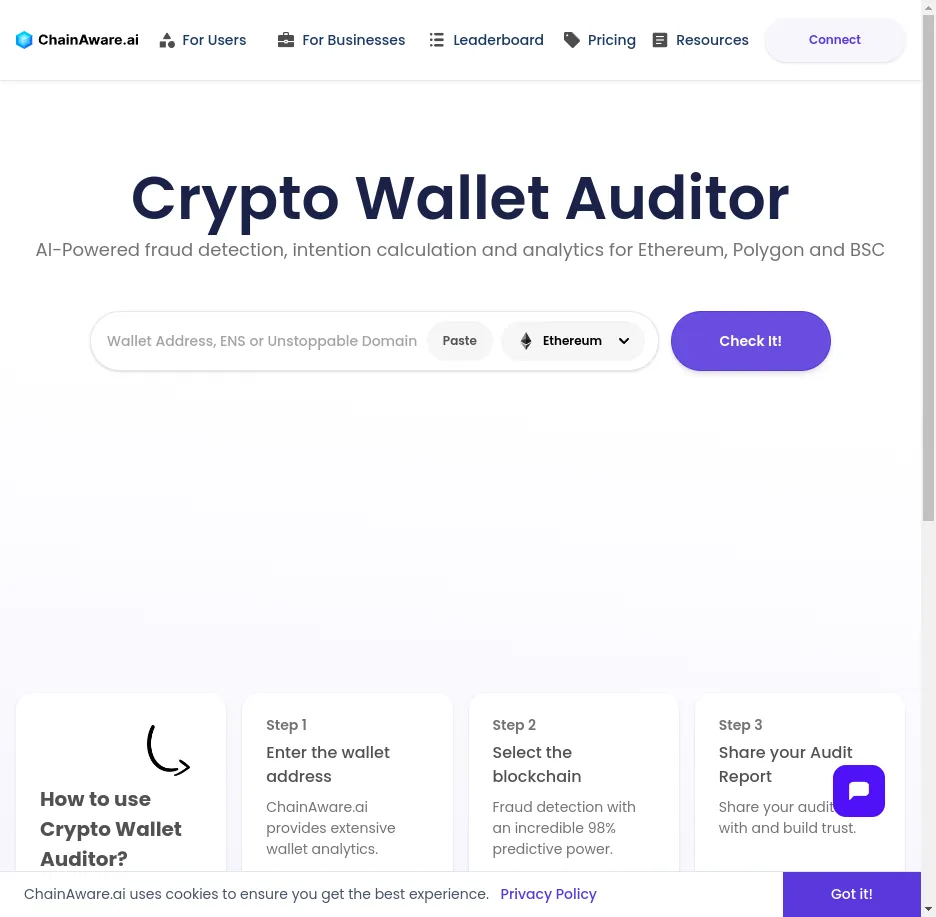 ChainAware.ai For Users For Businesses Leaderboard Pricing Resources Connect
Crypto Wallet Auditor
AI-Powered fraud detection, intention calculation and analytics for Ethereum, Polygon and BSC
Wallet Address, ENS or Unstoppable Domain Paste Ethereum Check It!
How to use
Crypto Wallet
Auditor?
Step 1
Enter the wallet
address
ChainAware.ai
provides extensive
wallet analytics.
Step 2
Select the
blockchain
Fraud detection with
an incredible 98%
predictive power.
Step 3
Share your Audit
Report
Share your audit
with and build trust.
ChainAware.ai uses cookies to ensure you get the best experience. Privacy Policy Got it!